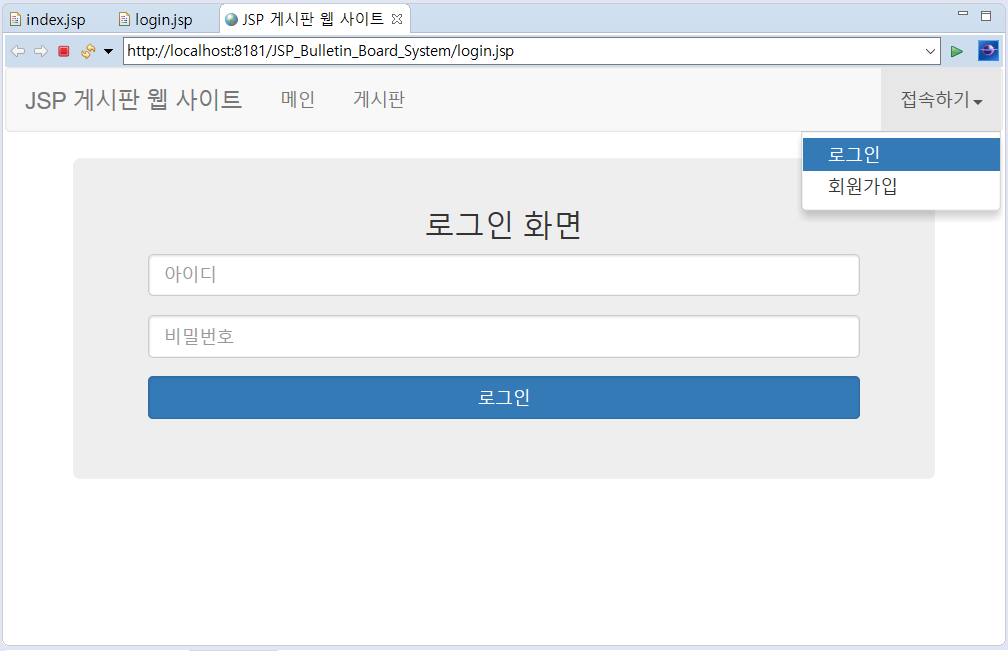 index.jsp login.jsp JSP 게시판 웹 사이트
http://localhost:8181/JSP_Bulletin_Board_System/login.jsp
JSP 게시판 웹 사이트 메인 게시판 접속하기
로그인
회원가입
로그인 화면
아이디
비밀번호
로그인